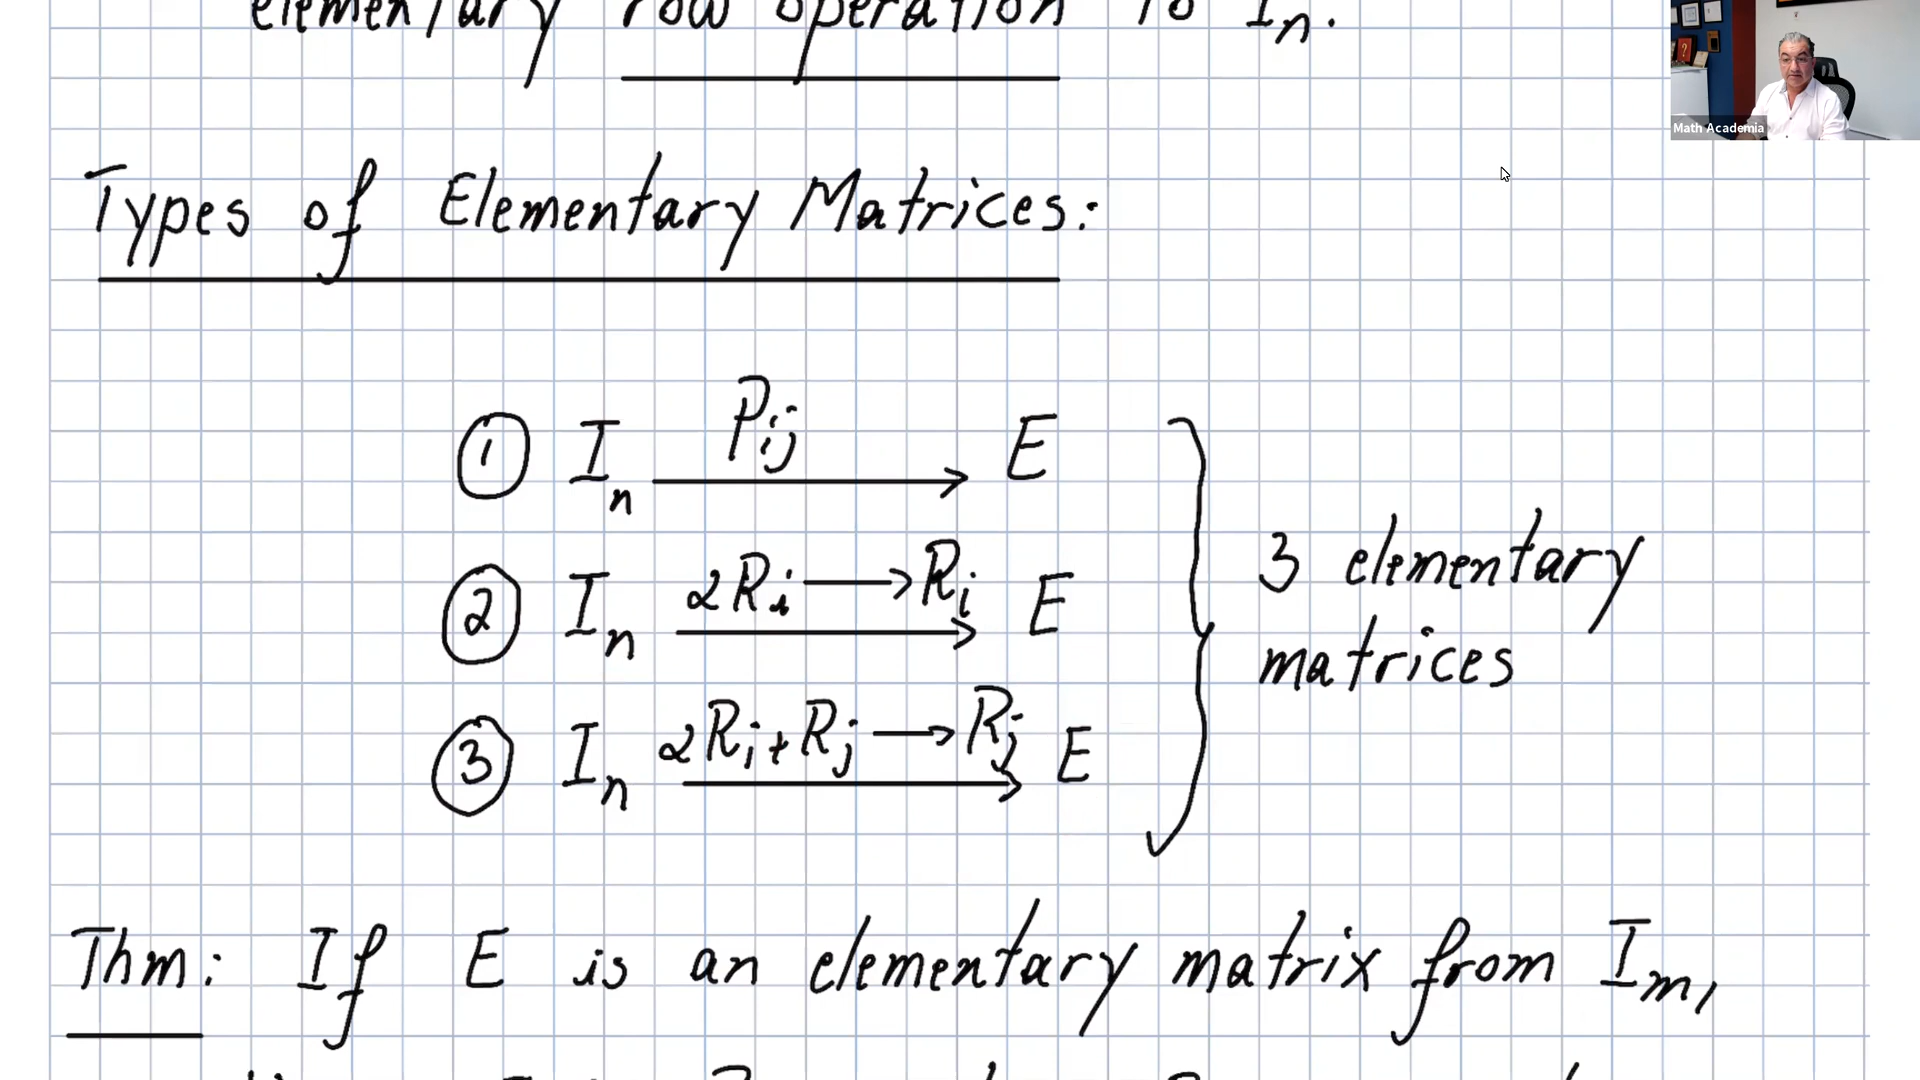 elementary row operation to Iₙ.
Math Academia
Types of Elementary Matrices:
① Iₙ Pij → E
② Iₙ αRi → Ri E
③ Iₙ αRi + Rj → Rj E
3 elementary
matrices
Thm: If E is an elementary matrix from Iₘ,